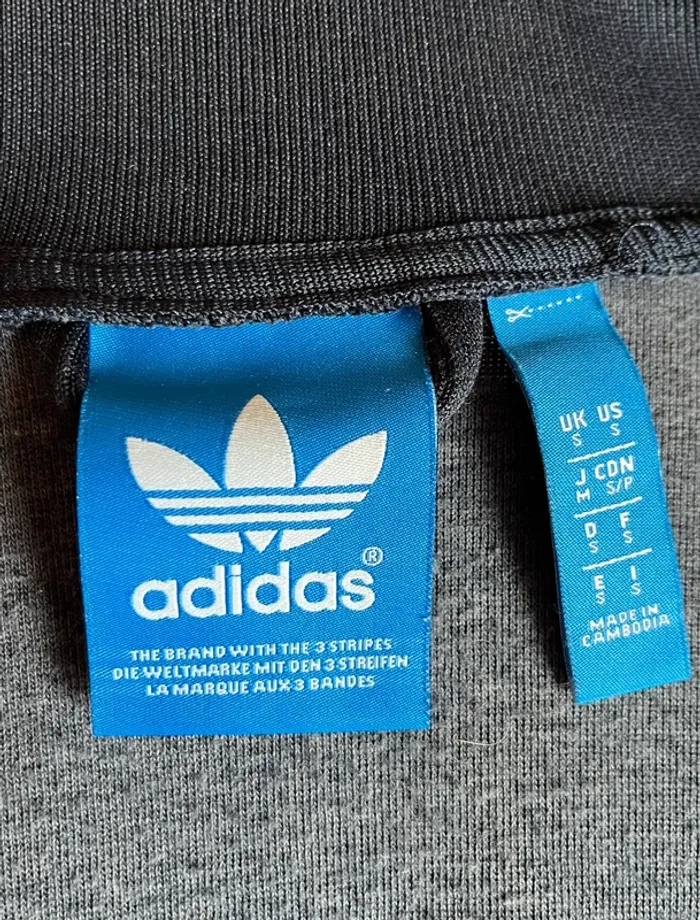 adidas®
THE BRAND WITH THE 3 STRIPES
DIE WELTMARKE MIT DEN 3 STREIFEN
LA MARQUE AUX 3 BANDES
UK US
S S
J CDN
M S/P
D F
S S
E I
S S
MADE IN
CAMBODIA